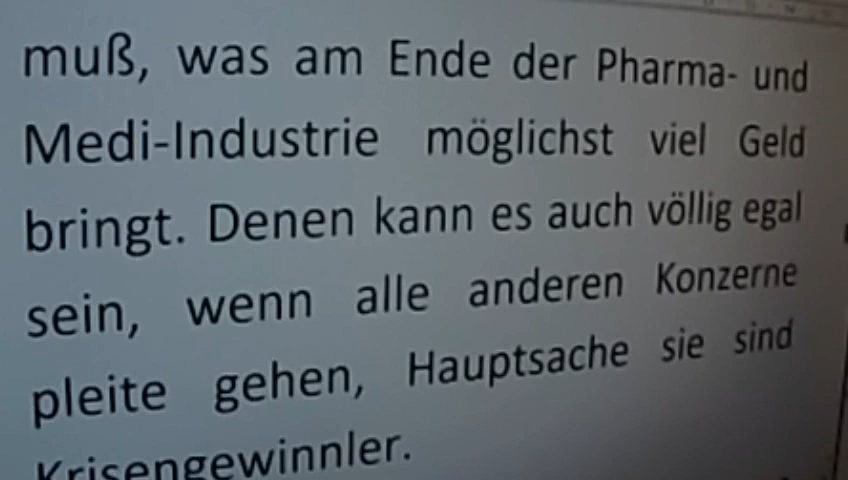 muß, was am Ende der Pharma- und
Medi-Industrie möglichst viel Geld
bringt. Denen kann es auch völlig egal
sein, wenn alle anderen Konzerne
pleite gehen, Hauptsache sie sind
Krisengewinnler.